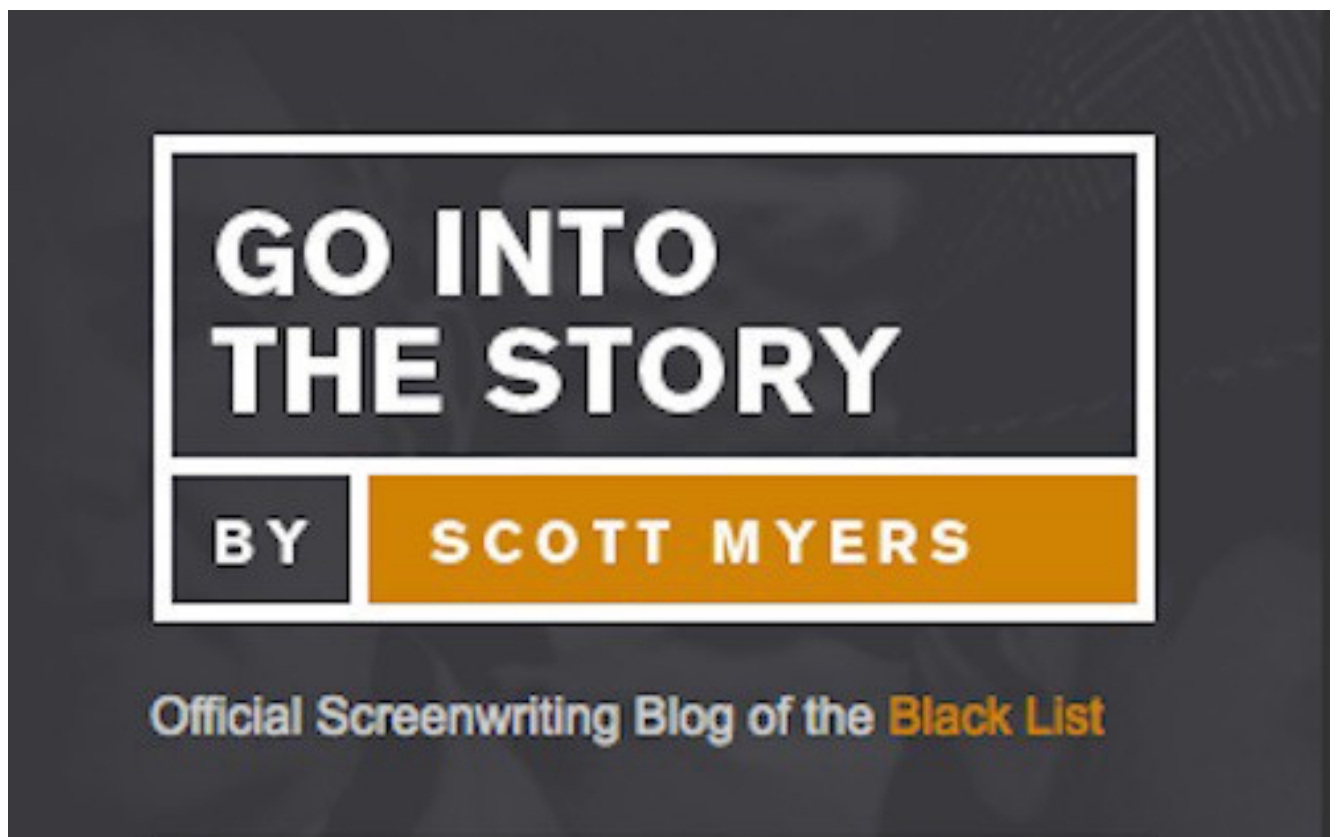 GO INTO
THE STORY
BY SCOTT MYERS
Official Screenwriting Blog of the Black List